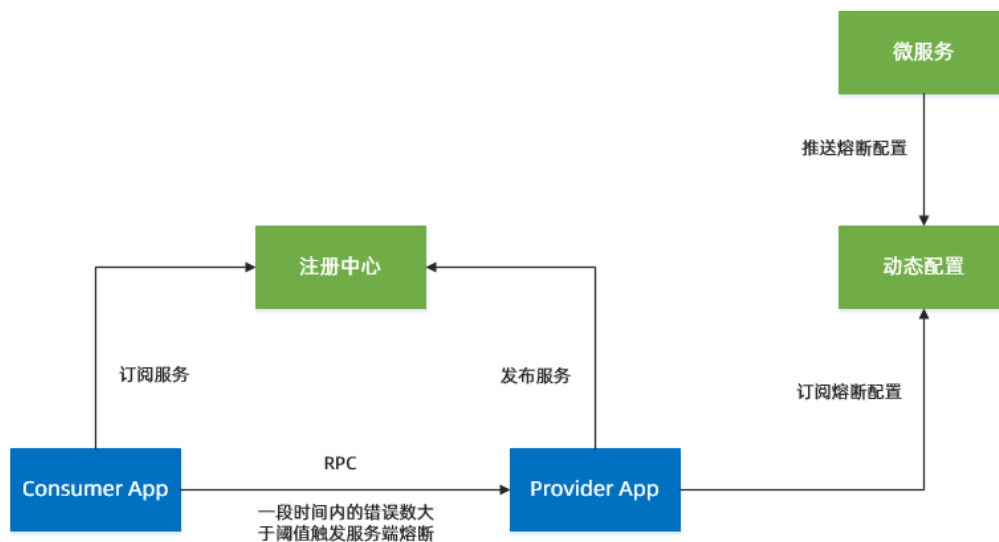 微服务
推送熔断配置
注册中心
动态配置
订阅服务
发布服务
订阅熔断配置
Consumer App
RPC
Provider App
一段时间内的错误数大
于阈值触发服务端熔断